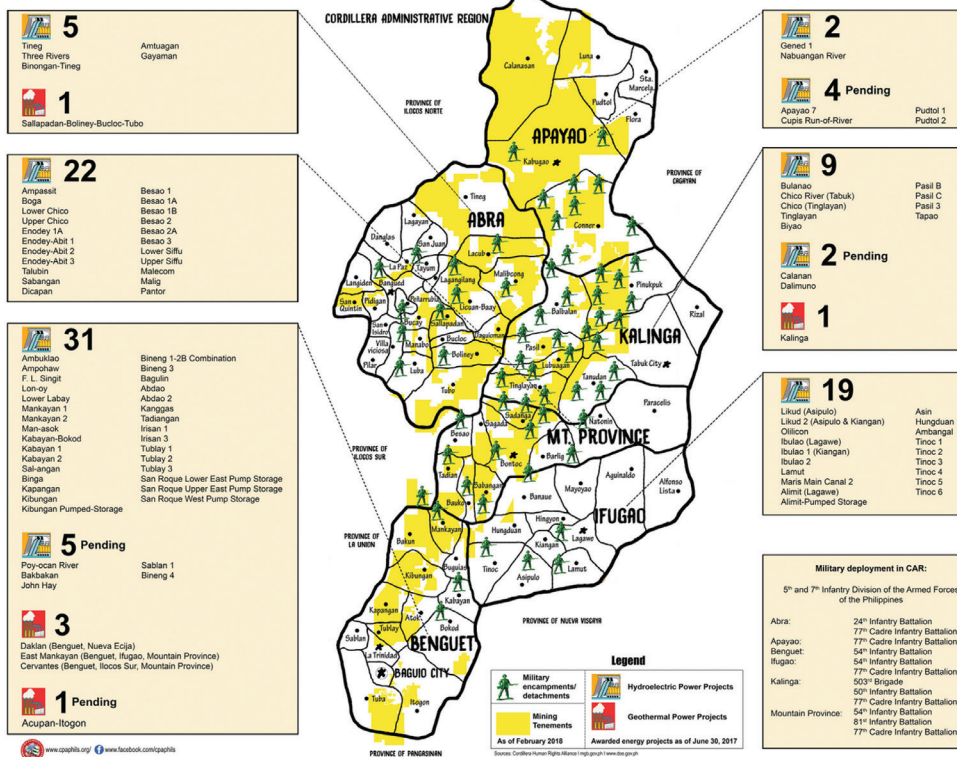 CORDILLERA ADMINISTRATIVE REGION
5
Tineg
Three Rivers
Binongan-Tineg
Amtuagan
Gayaman
1
Sallapadan-Boliney-Bucloc-Tubo
22
Ampassit
Boga
Lower Chico
Upper Chico
Enodey 1A
Enodey-Abit 1
Enodey-Abit 2
Enodey-Abit 3
Talubin
Sabangan
Dicapan
Besao 1
Besao 1A
Besao 1B
Besao 2
Besao 2A
Besao 3
Lower Siffu
Upper Siffu
Malecom
Malig
Pantor
31
Ambuklao
Ampohaw
F. L. Singit
Lon-oy
Lower Labay
Mankayan 1
Mankayan 2
Man-asok
Kabayan-Bokod
Kabayan 1
Kabayan 2
Sal-angan
Binga
Kapangan
Kibungan
Kibungan Pumped-Storage
Bineng 1-2B Combination
Bineng 3
Bagulin
Abdao
Abdao 2
Kanggas
Tadiangan
Irisan 1
Irisan 3
Tublay 1
Tublay 2
Tublay 3
San Roque Lower East Pump Storage
San Roque Upper East Pump Storage
San Roque West Pump Storage
5 Pending
Poy-ocan River
Bakbakan
John Hay
Sablan 1
Bineng 4
3
Daklan (Benguet, Nueva Ecija)
East Mankayan (Benguet, Ifugao, Mountain Province)
Cervantes (Benguet, Ilocos Sur, Mountain Province)
1 Pending
Acupan-Itogon
www.cpaphils.org/ www.facebook.com/cpaphils
PROVINCE OF ILOCOS NORTE
PROVINCE OF CAGAYAN
PROVINCE OF ILOCOS SUR
PROVINCE OF LA UNION
PROVINCE OF NUEVA VISCAYA
PROVINCE OF PANGASINAN
APAYAO
Calanasan
Luna
Sta. Marcela
Pudtol
Flora
Kabugao
Conner
ABRA
Tineg
Lagayan
Danglas
San Juan
La Paz
Tayum
Lacub
Lagangilang
Malibcong
Langiden
Bangued
San Quintin
Pidigan
Peñarrubia
Licuan-Baay
San Isidro
Bucay
Sallapadan
Daguioman
Villa viciosa
Manabo
Bucloc
Boliney
Pilar
Luba
Tubo
KALINGA
Pinukpuk
Balbalan
Rizal
Pasil
Lubuagan
Tabuk City
Tinglayan
Tanudan
MT. PROVINCE
Paracelis
Natonin
Sadanga
Sagada
Besao
Bontoc
Barlig
Tadian
Sabangan
Bauko
IFUGAO
Aguinaldo
Alfonso Lista
Mayoyao
Banaue
Hingyon
Hungduan
Lagawe
Kiangan
Tinoc
Lamut
Asipulo
BENGUET
Mankayan
Bakun
Buguias
Kibungan
Kabayan
Kapangan
Atok
Bokod
Tublay
Sablan
La Trinidad
BAGUIO CITY
Tuba
Itogon
2
Gened 1
Nabuangan River
4 Pending
Apayao 7
Cupis Run-of-River
Pudtol 1
Pudtol 2
9
Bulanao
Chico River (Tabuk)
Chico (Tinglayan)
Tinglayan
Biyao
Pasil B
Pasil C
Pasil 3
Tapao
2 Pending
Calanan
Dalimuno
1
Kalinga
19
Likud (Asipulo)
Likud 2 (Asipulo & Kiangan)
Olilicon
Ibulao (Lagawe)
Ibulao 1 (Kiangan)
Ibulao 2
Lamut
Maris Main Canal 2
Alimit (Lagawe)
Alimit-Pumped Storage
Asin
Hungduan
Ambangal
Tinoc 1
Tinoc 2
Tinoc 3
Tinoc 4
Tinoc 5
Tinoc 6
Military deployment in CAR:
5th and 7th Infantry Division of the Armed Forces
of the Philippines
Abra: 24th Infantry Battalion
77th Cadre Infantry Battalion
Apayao: 77th Cadre Infantry Battalion
Benguet: 54th Infantry Battalion
Ifugao: 54th Infantry Battalion
77th Cadre Infantry Battalion
Kalinga: 503rd Brigade
50th Infantry Battalion
77th Cadre Infantry Battalion
Mountain Province: 54th Infantry Battalion
81st Infantry Battalion
77th Cadre Infantry Battalion
Legend
Military encampments/ detachments
Hydroelectric Power Projects
Mining Tenements
Geothermal Power Projects
As of February 2018
Awarded energy projects as of June 30, 2017
Sources: Cordillera Human Rights Alliance I mgb.gov.ph I www.doe.gov.ph